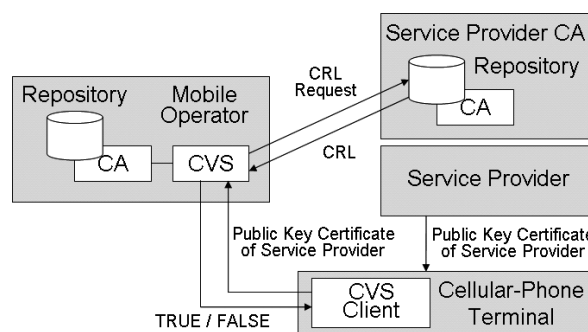 Service Provider CA
Repository
CA
CRL
Request
CRL
Repository
Mobile
Operator
CA
CVS
Service Provider
Public Key Certificate
of Service Provider
Public Key Certificate
of Service Provider
CVS
Client
Cellular-Phone
Terminal
TRUE / FALSE